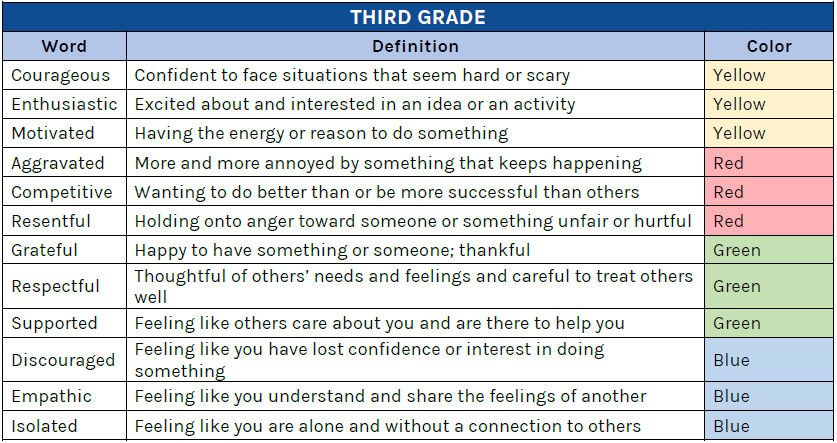 THIRD GRADE
Word Definition Color
Courageous Confident to face situations that seem hard or scary Yellow
Enthusiastic Excited about and interested in an idea or an activity Yellow
Motivated Having the energy or reason to do something Yellow
Aggravated More and more annoyed by something that keeps happening Red
Competitive Wanting to do better than or be more successful than others Red
Resentful Holding onto anger toward someone or something unfair or hurtful Red
Grateful Happy to have something or someone; thankful Green
Respectful Thoughtful of others’ needs and feelings and careful to treat others
well Green
Supported Feeling like others care about you and are there to help you Green
Discouraged Feeling like you have lost confidence or interest in doing
something Blue
Empathic Feeling like you understand and share the feelings of another Blue
Isolated Feeling like you are alone and without a connection to others Blue